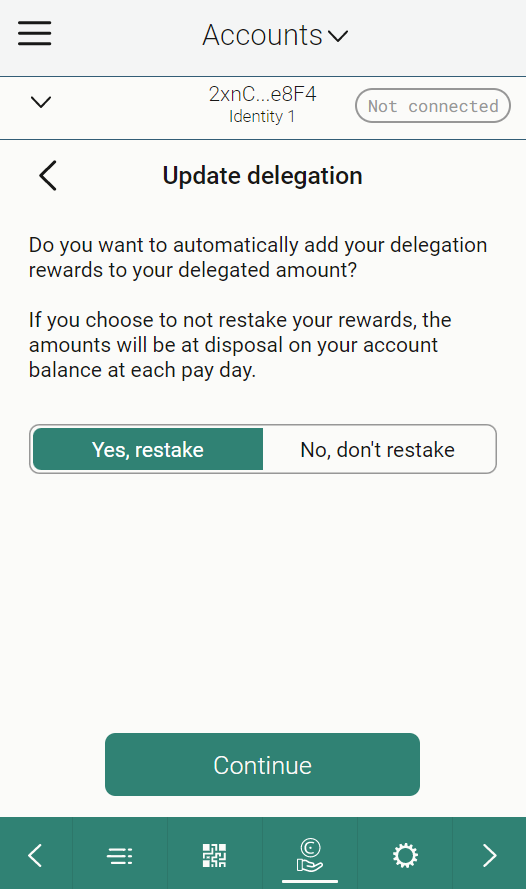 Accounts
2xnC...e8F4
Identity 1
Not connected
Update delegation
Do you want to automatically add your delegation
rewards to your delegated amount?
If you choose to not restake your rewards, the
amounts will be at disposal on your account
balance at each pay day.
Yes, restake
No, don't restake
Continue